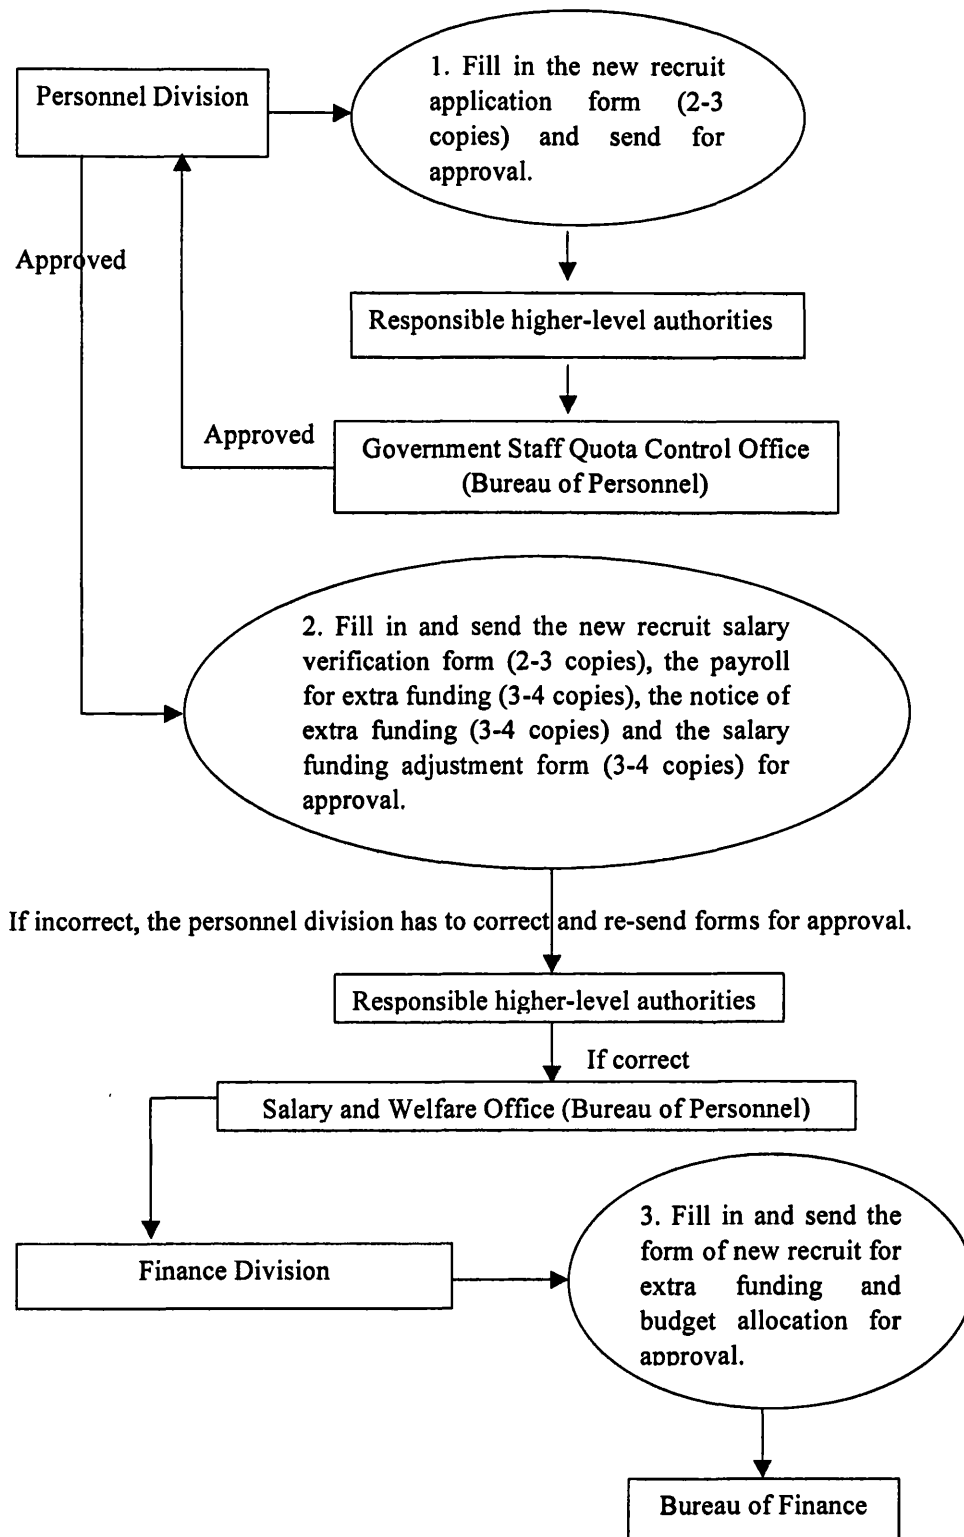 Personnel Division
1. Fill in the new recruit
application form (2-3
copies) and send for
approval.
Approved
Responsible higher-level authorities
Approved
Government Staff Quota Control Office
(Bureau of Personnel)
2. Fill in and send the new recruit salary
verification form (2-3 copies), the payroll
for extra funding (3-4 copies), the notice of
extra funding (3-4 copies) and the salary
funding adjustment form (3-4 copies) for
approval.
If incorrect, the personnel division has to correct and re-send forms for approval.
Responsible higher-level authorities
If correct
Salary and Welfare Office (Bureau of Personnel)
Finance Division
3. Fill in and send the
form of new recruit for
extra funding and
budget allocation for
approval.
Bureau of Finance